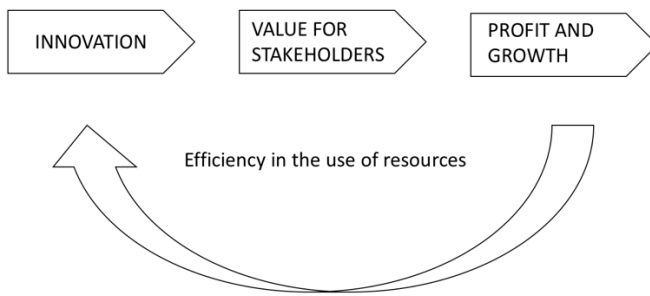 INNOVATION
VALUE FOR
STAKEHOLDERS
PROFIT AND
GROWTH
Efficiency in the use of resources